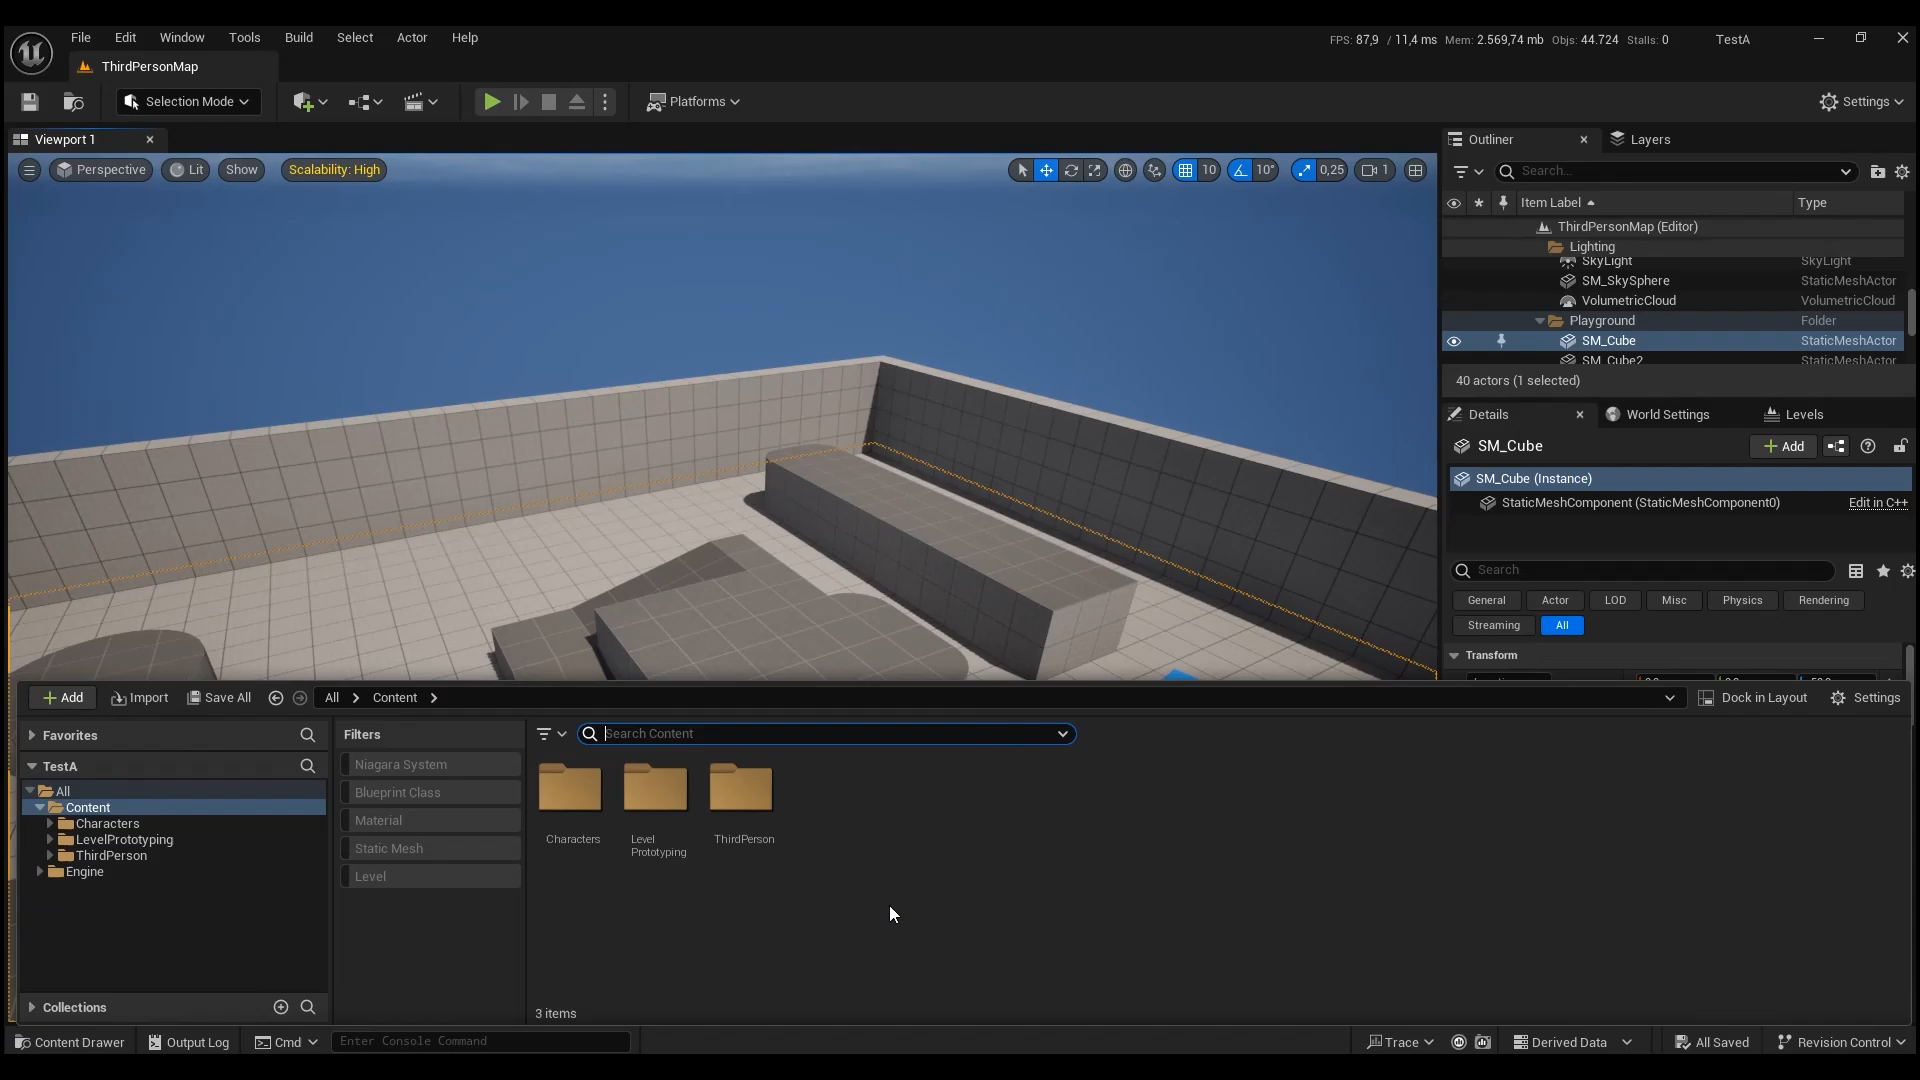 File Edit Window Tools Build Select Actor Help
FPS: 87,9 / 11,4 ms Mem: 2.569,74 mb Objs: 44.724 Stalls: 0 TestA
ThirdPersonMap
Selection Mode Platforms Settings
Viewport 1 Outliner Layers
Perspective Lit Show Scalability: High 10 10° 0,25 1
Search...
Item Label Type
ThirdPersonMap (Editor)
Lighting
SkyLight SkyLight
SM_SkySphere StaticMeshActor
VolumetricCloud VolumetricCloud
Playground Folder
SM_Cube StaticMeshActor
SM_Cube2 StaticMeshActor
40 actors (1 selected)
Details World Settings Levels
SM_Cube Add
SM_Cube (Instance)
StaticMeshComponent (StaticMeshComponent0) Edit in C++
Search
General Actor LOD Misc Physics Rendering
Streaming All
Transform
Add Import Save All All Content Dock in Layout Settings
Favorites
TestA
All
Content
Characters
LevelPrototyping
ThirdPerson
Engine
Collections
Filters
Niagara System
Blueprint Class
Material
Static Mesh
Level
Search Content
Characters
Level
Prototyping
ThirdPerson
3 items
Content Drawer Output Log Cmd Enter Console Command Trace Derived Data All Saved Revision Control